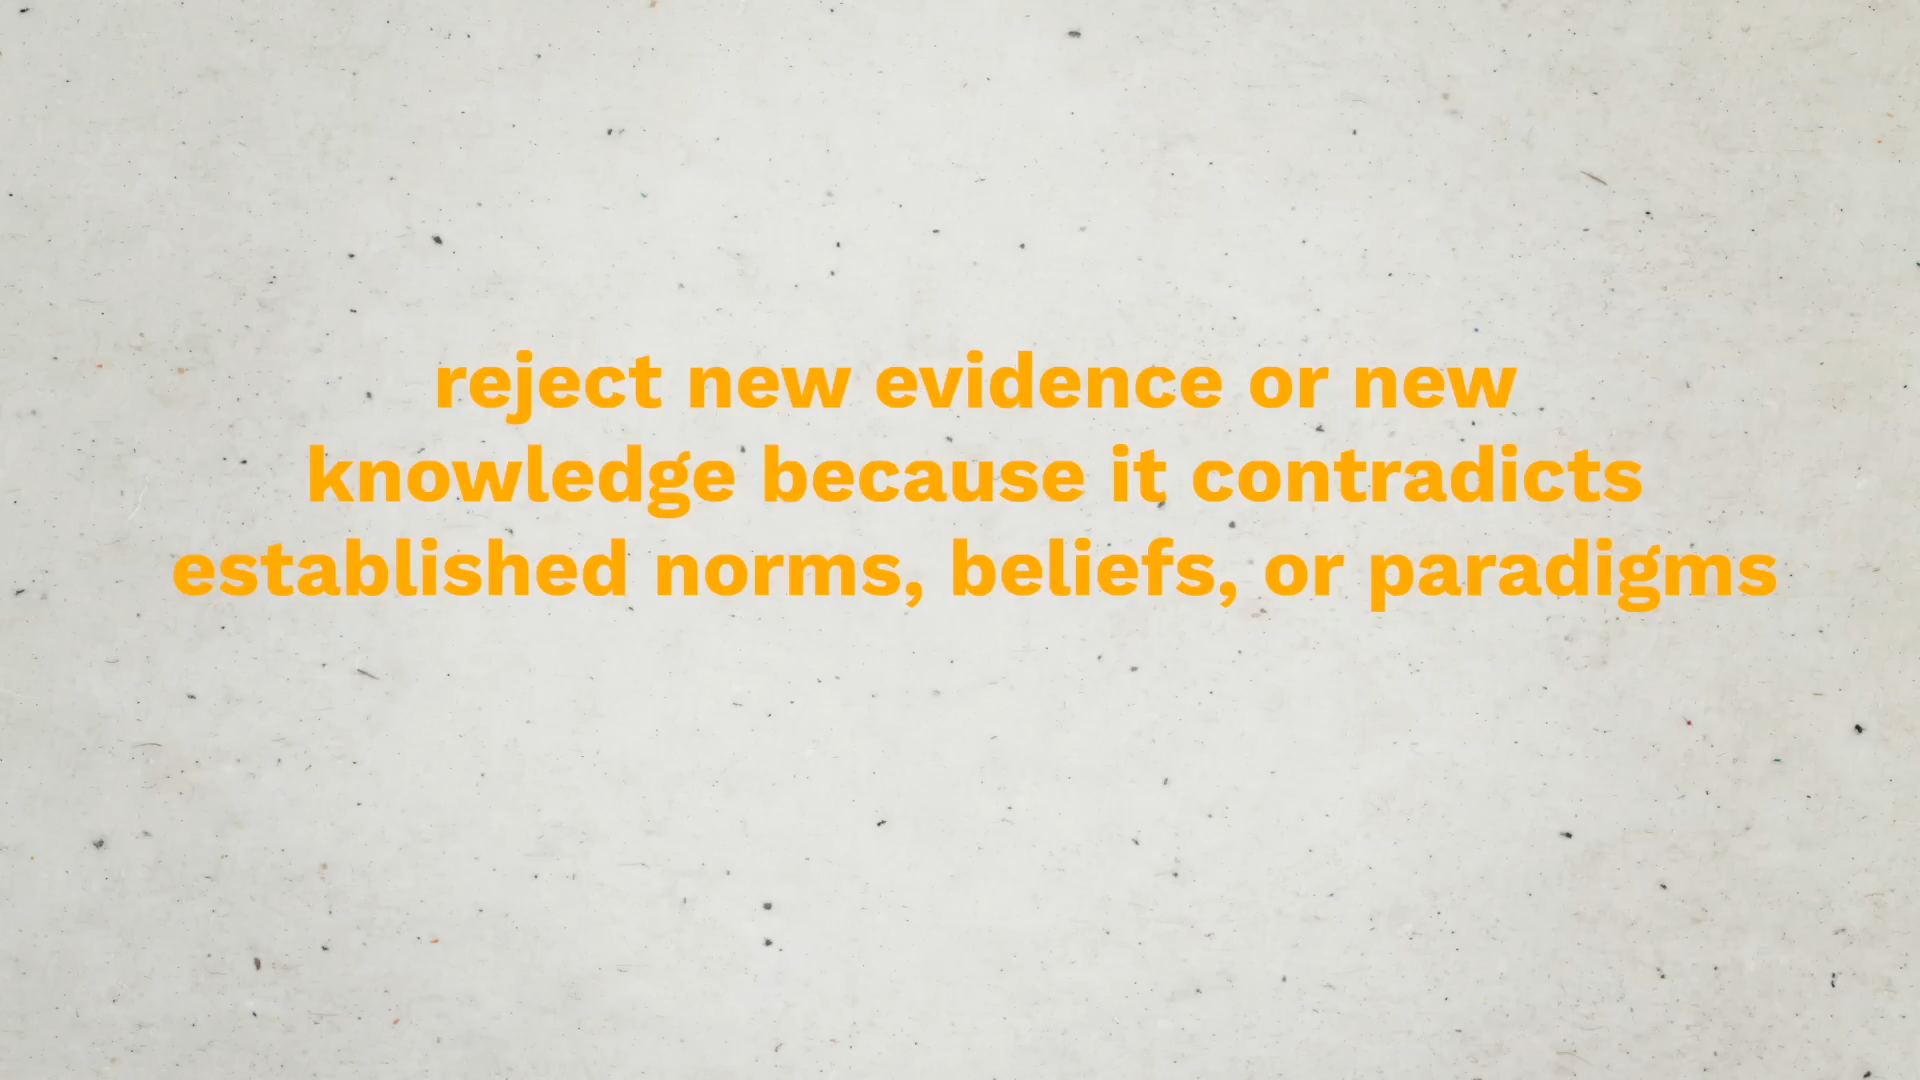 reject new evidence or new
knowledge because it contradicts
established norms, beliefs, or paradigms